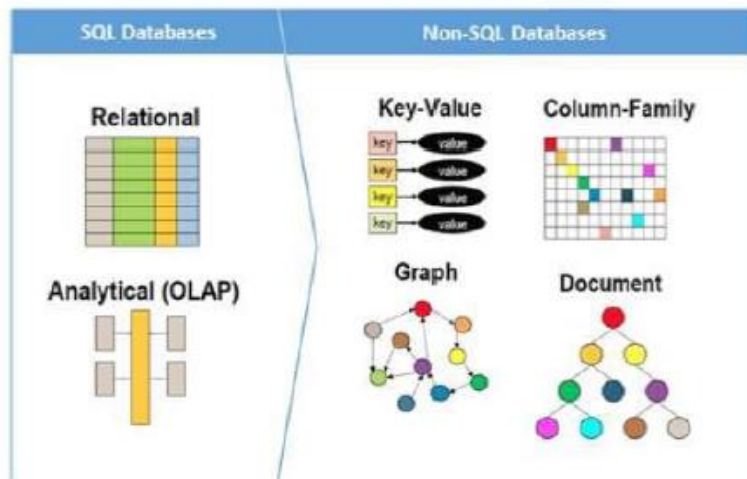 SQL Databases
Non-SQL Databases
Relational
Analytical (OLAP)
Key-Value
key value
key value
key value
key value
Column-Family
Graph
Document